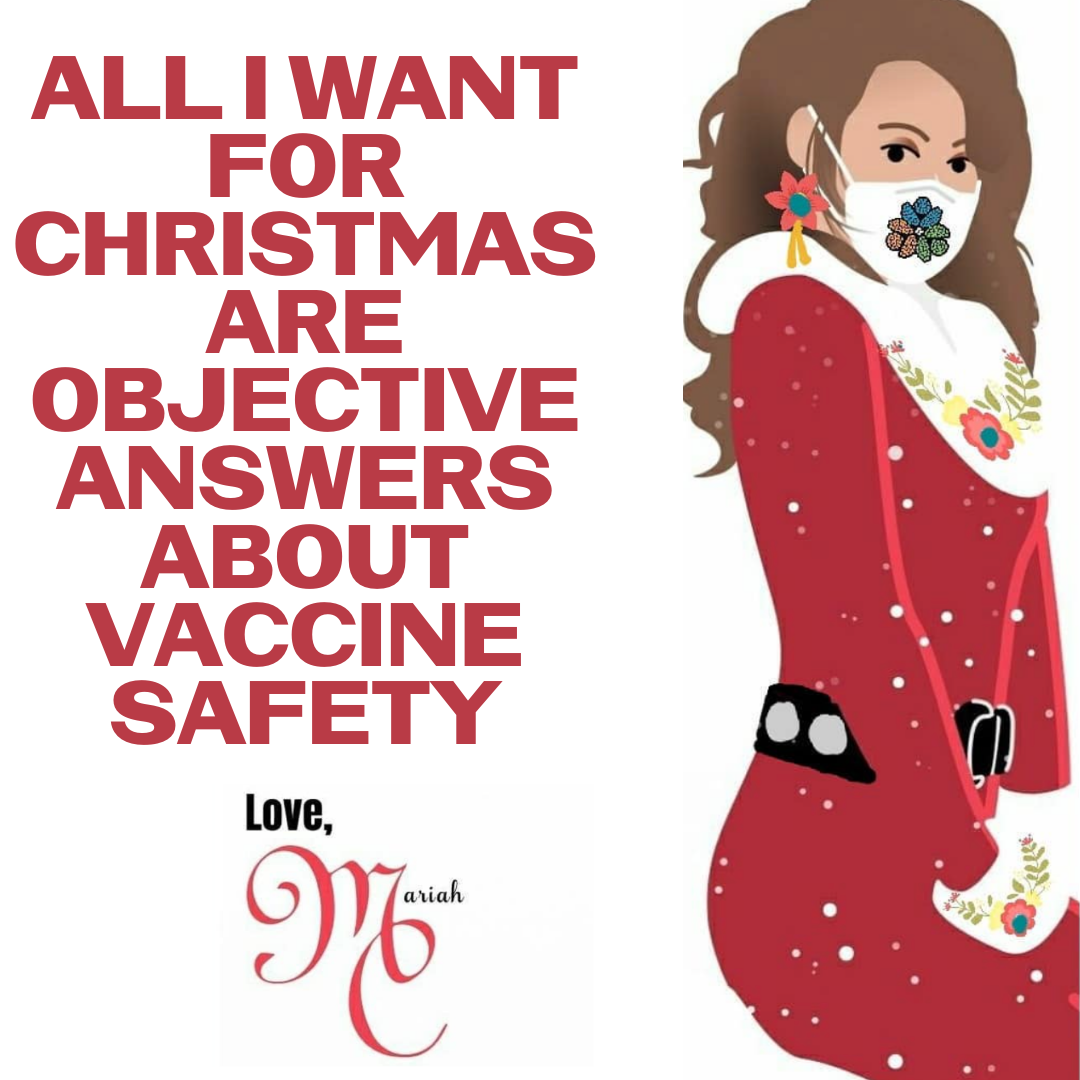 ALL I WANT
FOR
CHRISTMAS
ARE
OBJECTIVE
ANSWERS
ABOUT
VACCINE
SAFETY
Love,
Mariah
C